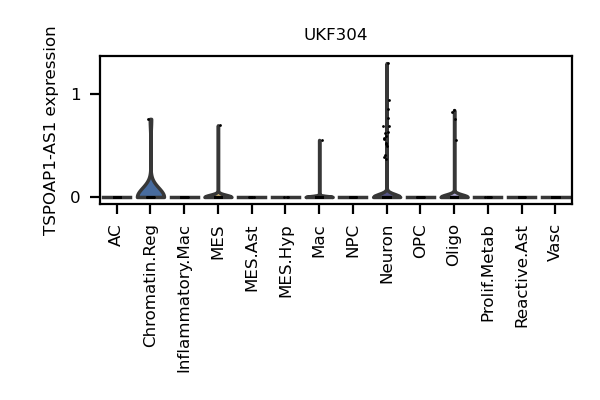 UKF304
TSPOAP1-AS1 expression
1
0
AC
Chromatin.Reg
Inflammatory.Mac
MES
MES.Ast
MES.Hyp
Mac
NPC
Neuron
OPC
Oligo
Prolif.Metab
Reactive.Ast
Vasc